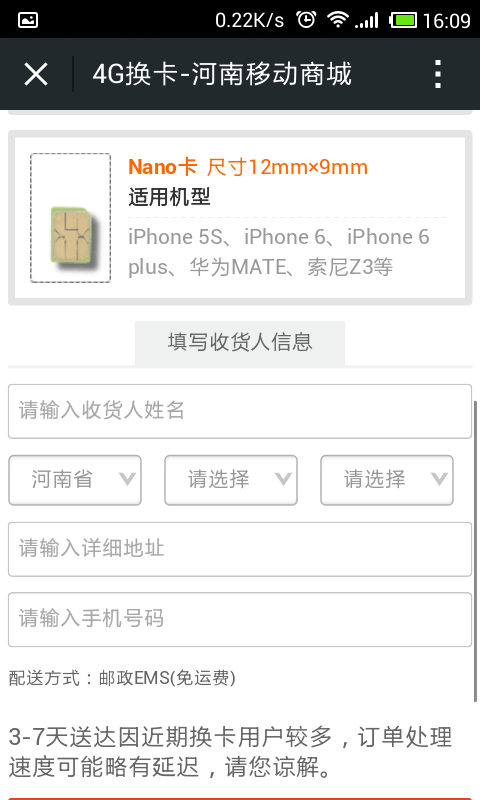 0.22K/s 16:09
4G换卡-河南移动商城
Nano卡 尺寸12mm×9mm
适用机型
iPhone 5S、iPhone 6、iPhone 6
plus、华为MATE、索尼Z3等
填写收货人信息
请输入收货人姓名
河南省 请选择 请选择
请输入详细地址
请输入手机号码
配送方式：邮政EMS(免运费)
3-7天送达因近期换卡用户较多，订单处理
速度可能略有延迟，请您谅解。